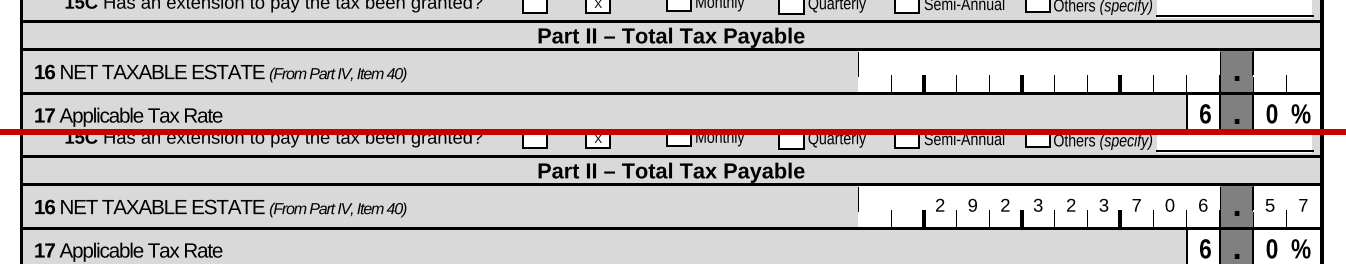 15C Has an extension to pay the tax been granted? x Monthly Quarterly Semi-Annual Others (specify)
Part II – Total Tax Payable
16 NET TAXABLE ESTATE (From Part IV, Item 40) .
17 Applicable Tax Rate 6 . 0 %
15C Has an extension to pay the tax been granted? x Monthly Quarterly Semi-Annual Others (specify)
Part II – Total Tax Payable
16 NET TAXABLE ESTATE (From Part IV, Item 40) 2 9 2 3 2 3 7 0 6 . 5 7
17 Applicable Tax Rate 6 . 0 %